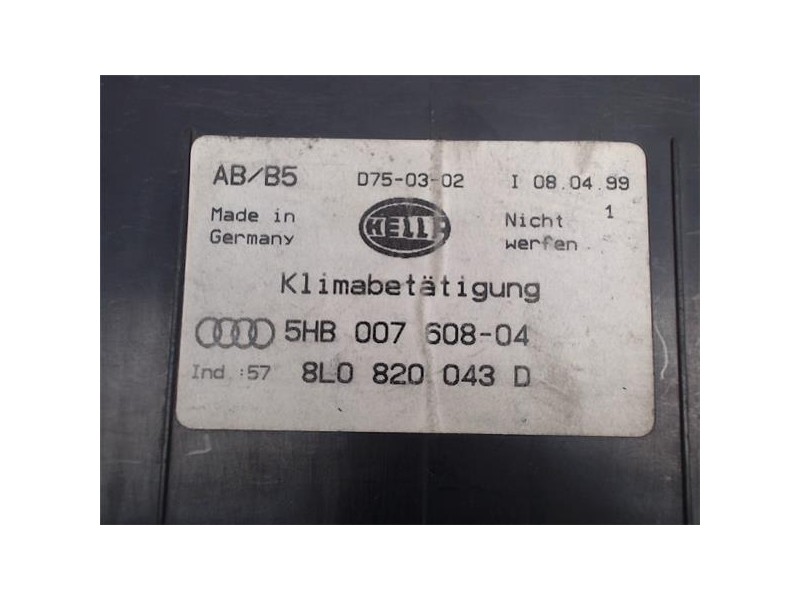 AB/B5 D75-03-02 I 08.04.99
Made in Germany HELLA Nicht werfen 1
Klimabetätigung
5HB 007 608-04
Ind.:57 8L0 820 043 D